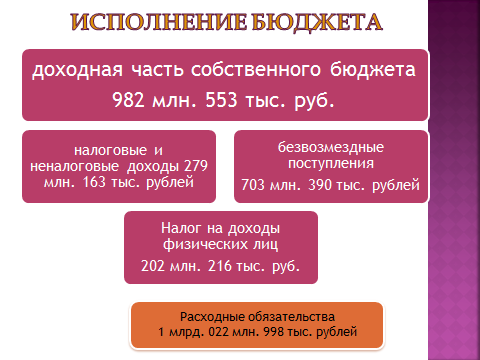 ИСПОЛНЕНИЕ БЮДЖЕТА
доходная часть собственного бюджета
982 млн. 553 тыс. руб.
налоговые и
неналоговые доходы 279
млн. 163 тыс. рублей
безвозмездные
поступления
703 млн. 390 тыс. рублей
Налог на доходы
физических лиц
202 млн. 216 тыс. руб.
Расходные обязательства
1 млрд. 022 млн. 998 тыс. рублей